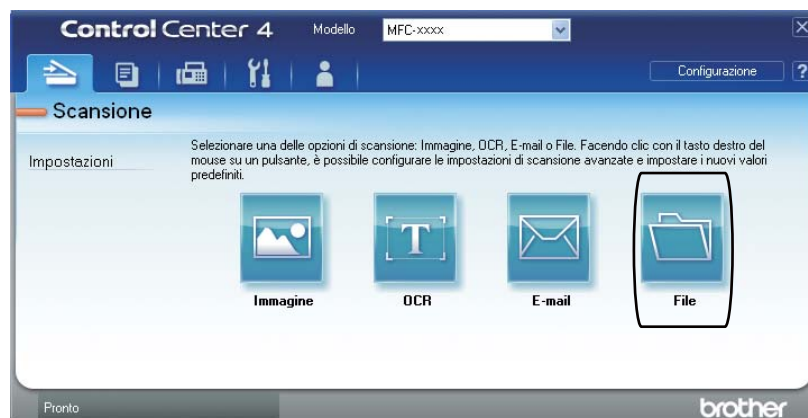 Control Center 4 Modello MFC-xxxx
Configurazione ?
Scansione
Impostazioni
Selezionare una delle opzioni di scansione: Immagine, OCR, E-mail o File. Facendo clic con il tasto destro del
mouse su un pulsante, è possibile configurare le impostazioni di scansione avanzate e impostare i nuovi valori
predefiniti.
T
Immagine OCR E-mail File
Pronto brother